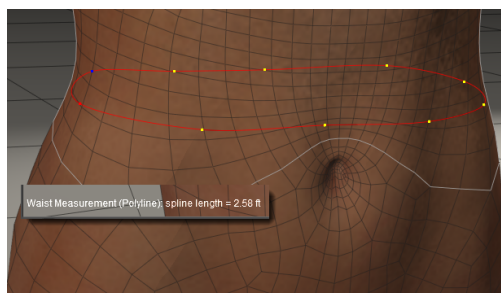 Waist Measurement (Polyline): spline length = 2.58 ft